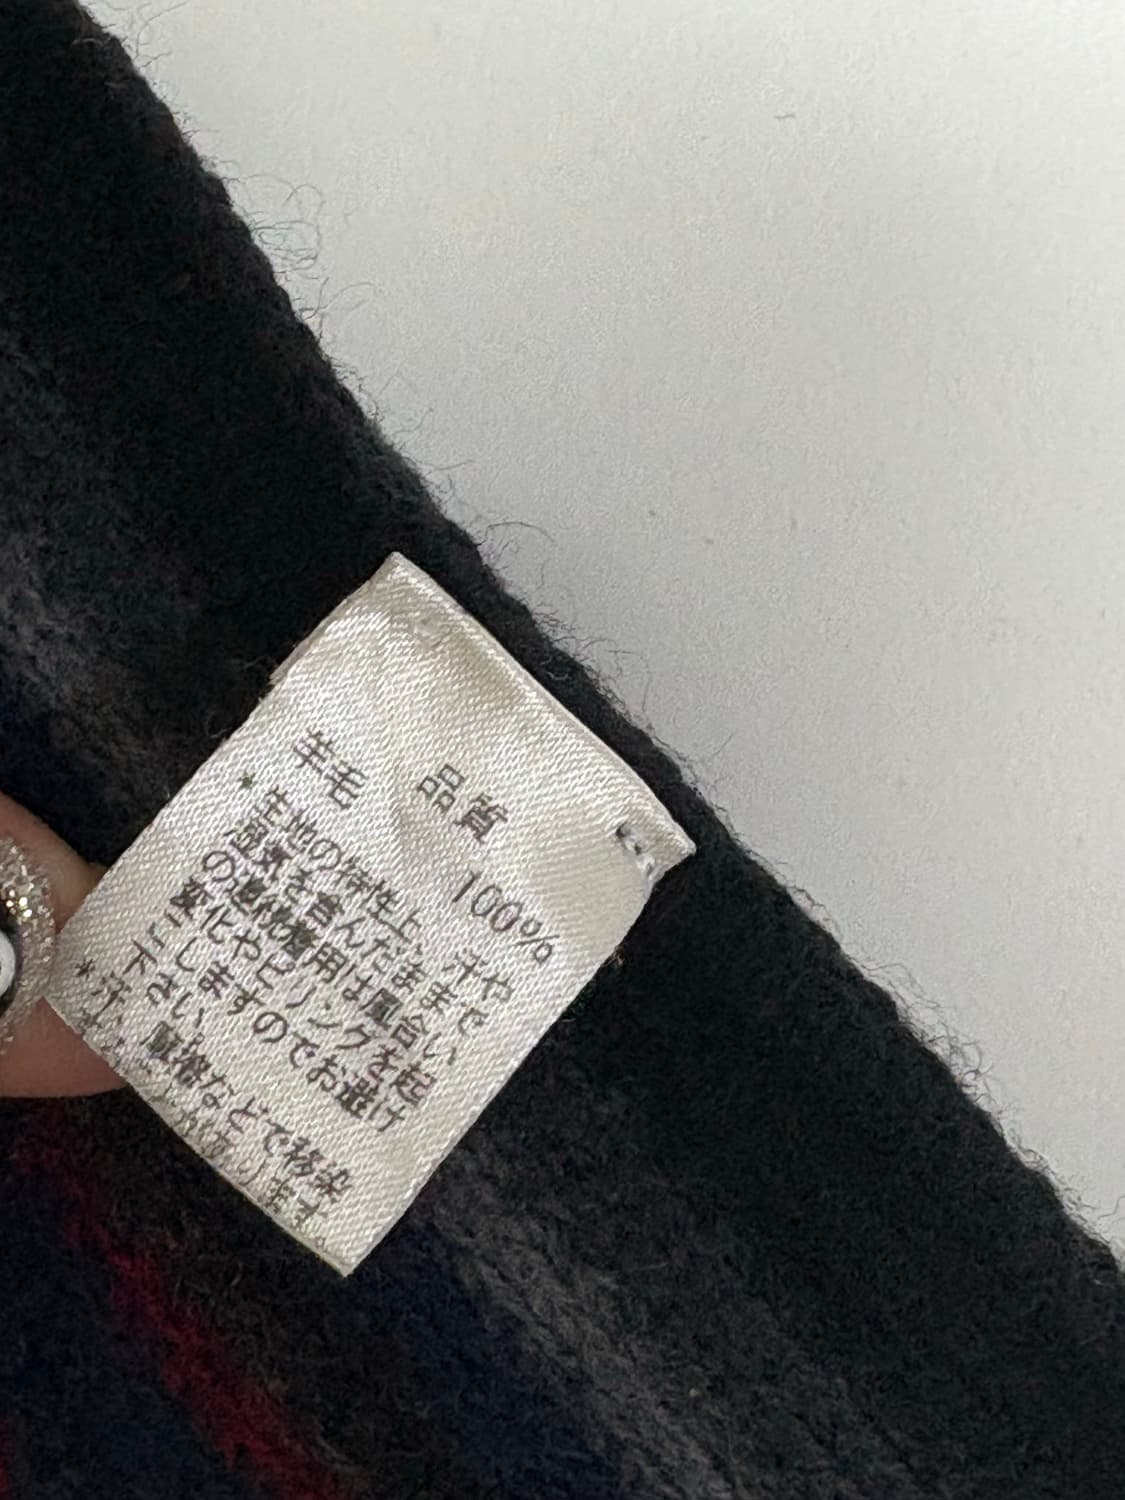 品質
羊毛 100%
* 生地の特性上、汗や
湿気を含んだままで
の過化着用は風合い
変化やピリングを起
こしますのでお避け
下さい。
*汗、摩擦などで移染
ります。